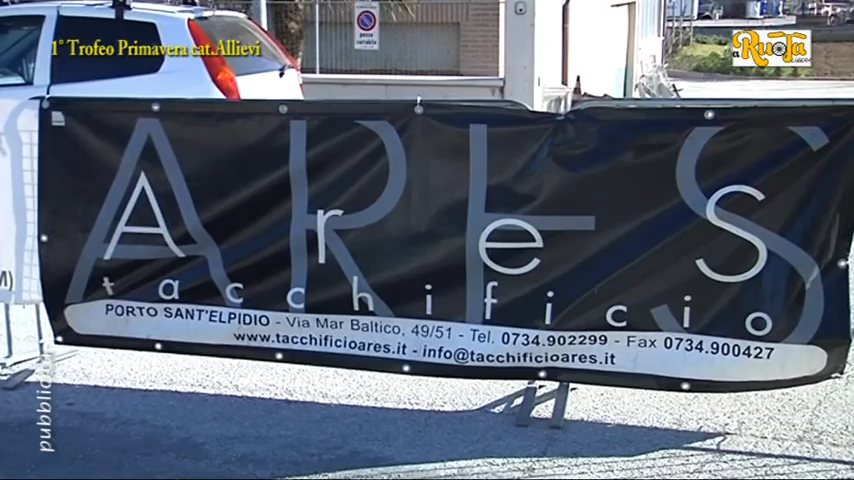 1° Trofeo Primavera cat.Allievi
a RuoTa
ARES
Ares
tacchificio
PORTO SANT'ELPIDIO - Via Mar Baltico, 49/51 - Tel. 0734.902299 - Fax 0734.900427
www.tacchificioares.it - info@tacchificioares.it
passo
carrabile
M)